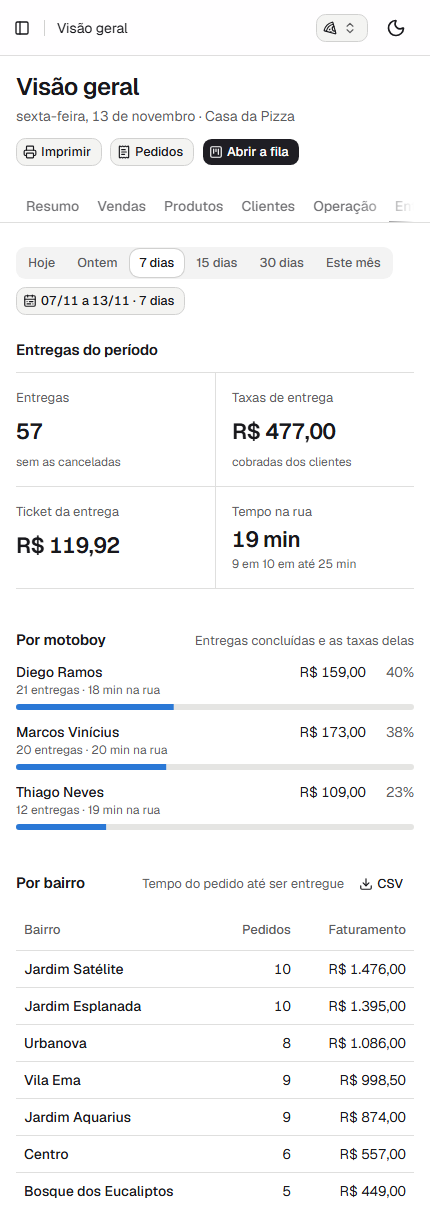 Visão geral
Visão geral
sexta-feira, 13 de novembro · Casa da Pizza
Imprimir
Pedidos
Abrir a fila
Resumo Vendas Produtos Clientes Operação
Hoje Ontem 7 dias 15 dias 30 dias Este mês
07/11 a 13/11 · 7 dias
Entregas do período
Entregas
57
sem as canceladas
Taxas de entrega
R$ 477,00
cobradas dos clientes
Ticket da entrega
R$ 119,92
Tempo na rua
19 min
9 em 10 em até 25 min
Por motoboy
Entregas concluídas e as taxas delas
Diego Ramos R$ 159,00 40%
21 entregas · 18 min na rua
Marcos Vinícius R$ 173,00 38%
20 entregas · 20 min na rua
Thiago Neves R$ 109,00 23%
12 entregas · 19 min na rua
Por bairro
Tempo do pedido até ser entregue
CSV
Bairro Pedidos Faturamento
Jardim Satélite 10 R$ 1.476,00
Jardim Esplanada 10 R$ 1.395,00
Urbanova 8 R$ 1.086,00
Vila Ema 9 R$ 998,50
Jardim Aquarius 9 R$ 874,00
Centro 6 R$ 557,00
Bosque dos Eucaliptos 5 R$ 449,00